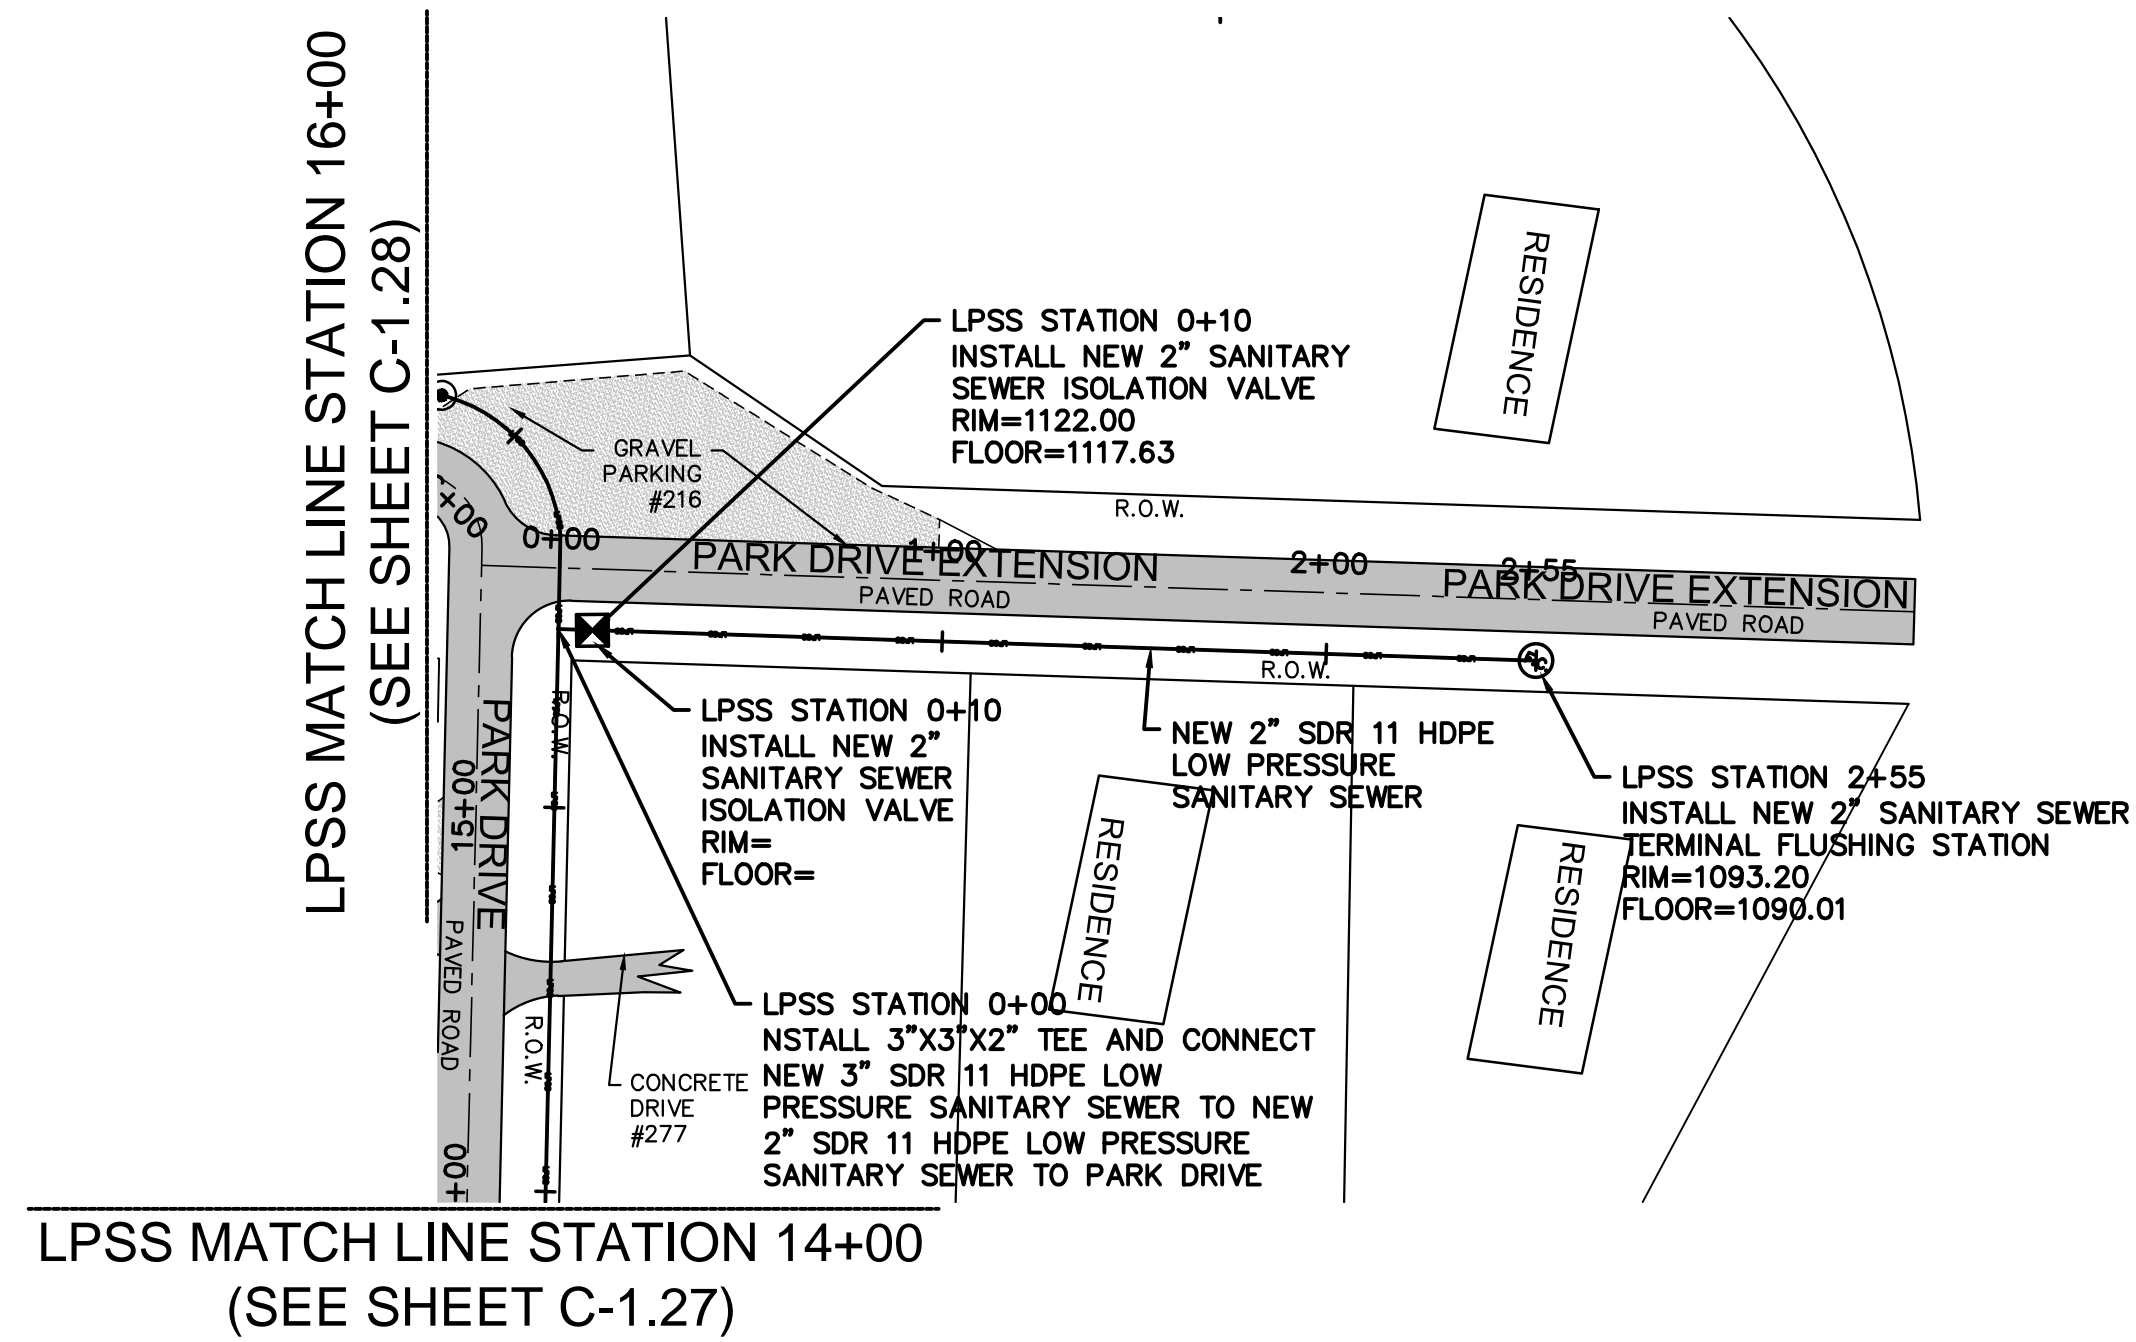 LPSS MATCH LINE STATION 16+00
(SEE SHEET C-1.28)
LPSS STATION 0+10
INSTALL NEW 2" SANITARY
SEWER ISOLATION VALVE
RIM=1122.00
FLOOR=1117.63
RESIDENCE
GRAVEL
PARKING
#216
R.O.W.
+00
0+00
1+00
2+00
2+55
PARK DRIVE EXTENSION
PAVED ROAD
PARK DRIVE EXTENSION
PAVED ROAD
R.O.W.
R.O.W.
LPSS STATION 0+10
INSTALL NEW 2"
SANITARY SEWER
ISOLATION VALVE
RIM=
FLOOR=
NEW 2" SDR 11 HDPE
LOW PRESSURE
SANITARY SEWER
LPSS STATION 2+55
INSTALL NEW 2" SANITARY SEWER
TERMINAL FLUSHING STATION
RIM=1093.20
FLOOR=1090.01
PARK DRIVE
15+00
PAVED ROAD
RESIDENCE
RESIDENCE
R.O.W.
CONCRETE
DRIVE
#277
LPSS STATION 0+00
NSTALL 3"X3"X2" TEE AND CONNECT
NEW 3" SDR 11 HDPE LOW
PRESSURE SANITARY SEWER TO NEW
2" SDR 11 HDPE LOW PRESSURE
SANITARY SEWER TO PARK DRIVE
+00
LPSS MATCH LINE STATION 14+00
(SEE SHEET C-1.27)